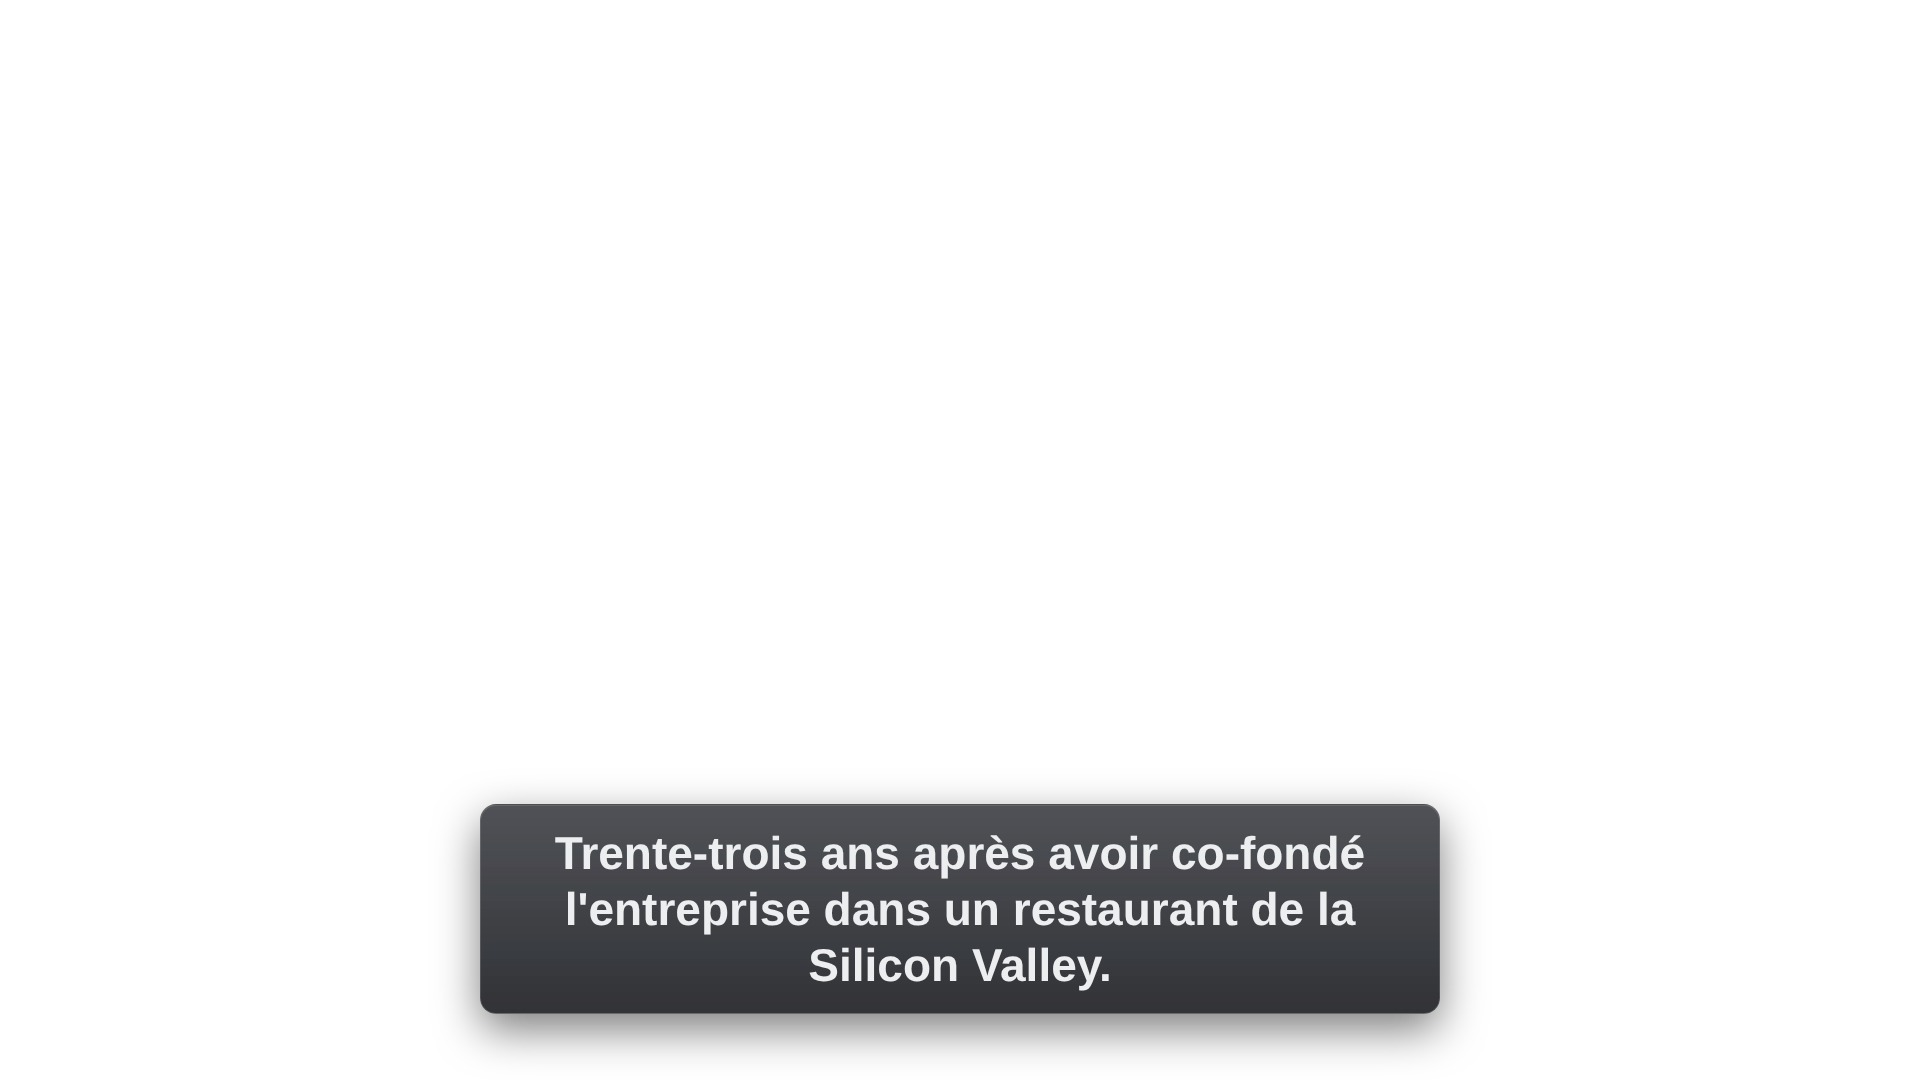 Trente-trois ans après avoir co-fondé
l'entreprise dans un restaurant de la
Silicon Valley.